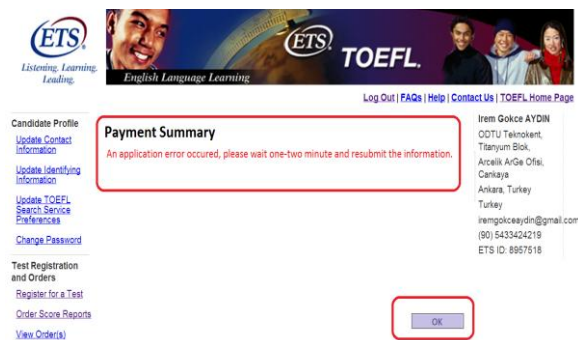 ETS
Listening. Learning.
Leading.
English Language Learning
ETS TOEFL
Log Out | FAQs | Help | Contact Us | TOEFL Home Page
Candidate Profile
Update Contact
Information
Update Identifying
Information
Update TOEFL
Search Service
Preferences
Change Password
Test Registration
and Orders
Register for a Test
Order Score Reports
View Order(s)
Payment Summary
An application error occured, please wait one-two minute and resubmit the information.
OK
Irem Gokce AYDIN
ODTU Teknokent,
Titanyum Blok,
Arcelik ArGe Ofisi,
Cankaya
Ankara, Turkey
Turkey
iremgokceaydin@gmail.com
(90) 5433424219
ETS ID: 8957518